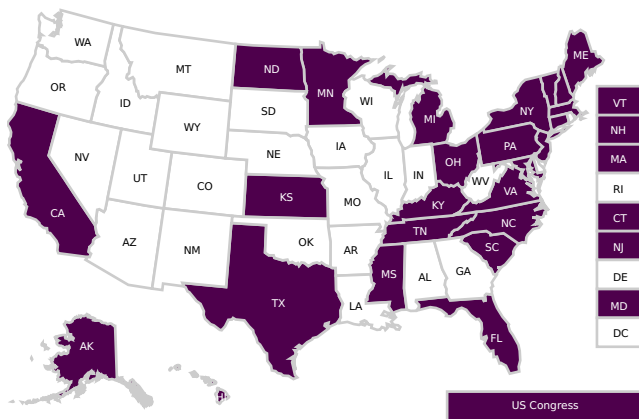 WA
ME
MT
ND
OR
MN
VT
ID
WI
SD
NY
MI
WY
NH
IA
PA
NE
MA
NV
OH
IL
IN
RI
UT
WV
VA
CO
KS
MO
KY
CA
CT
NC
TN
AZ
OK
NM
AR
SC
NJ
GA
MS
AL
DE
TX
LA
MD
DC
FL
AK
HI
US Congress